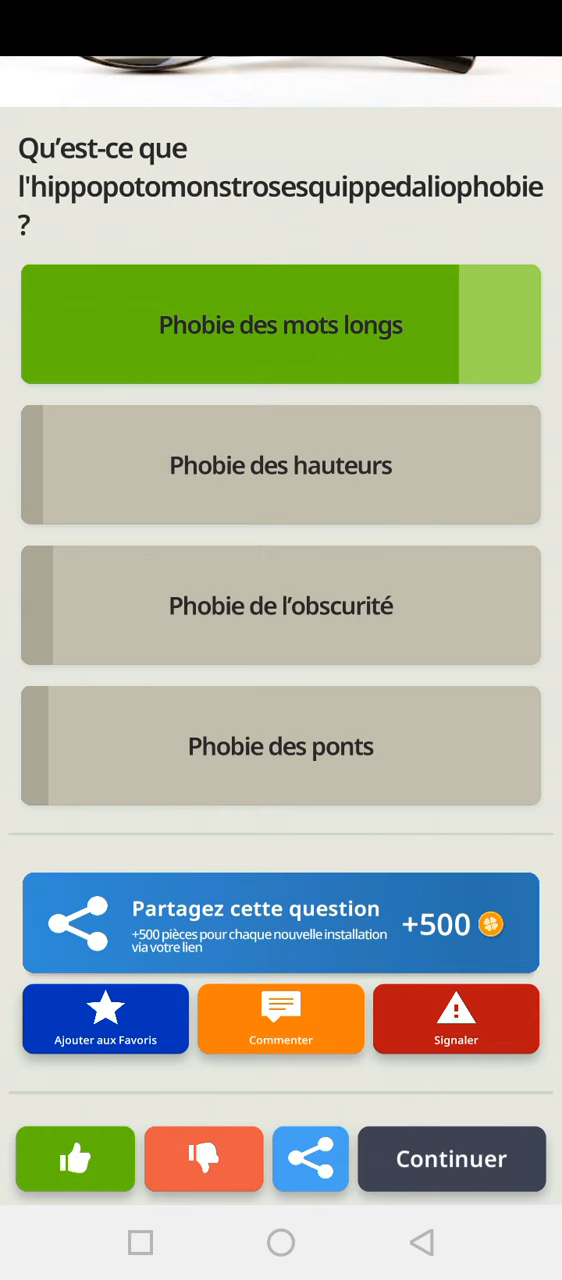 Qu’est-ce que
l'hippopotomonstrosesquippedaliophobie
?
Phobie des mots longs
Phobie des hauteurs
Phobie de l’obscurité
Phobie des ponts
Partagez cette question
+500 pièces pour chaque nouvelle installation
via votre lien
+500
Ajouter aux Favoris
Commenter
Signaler
Continuer